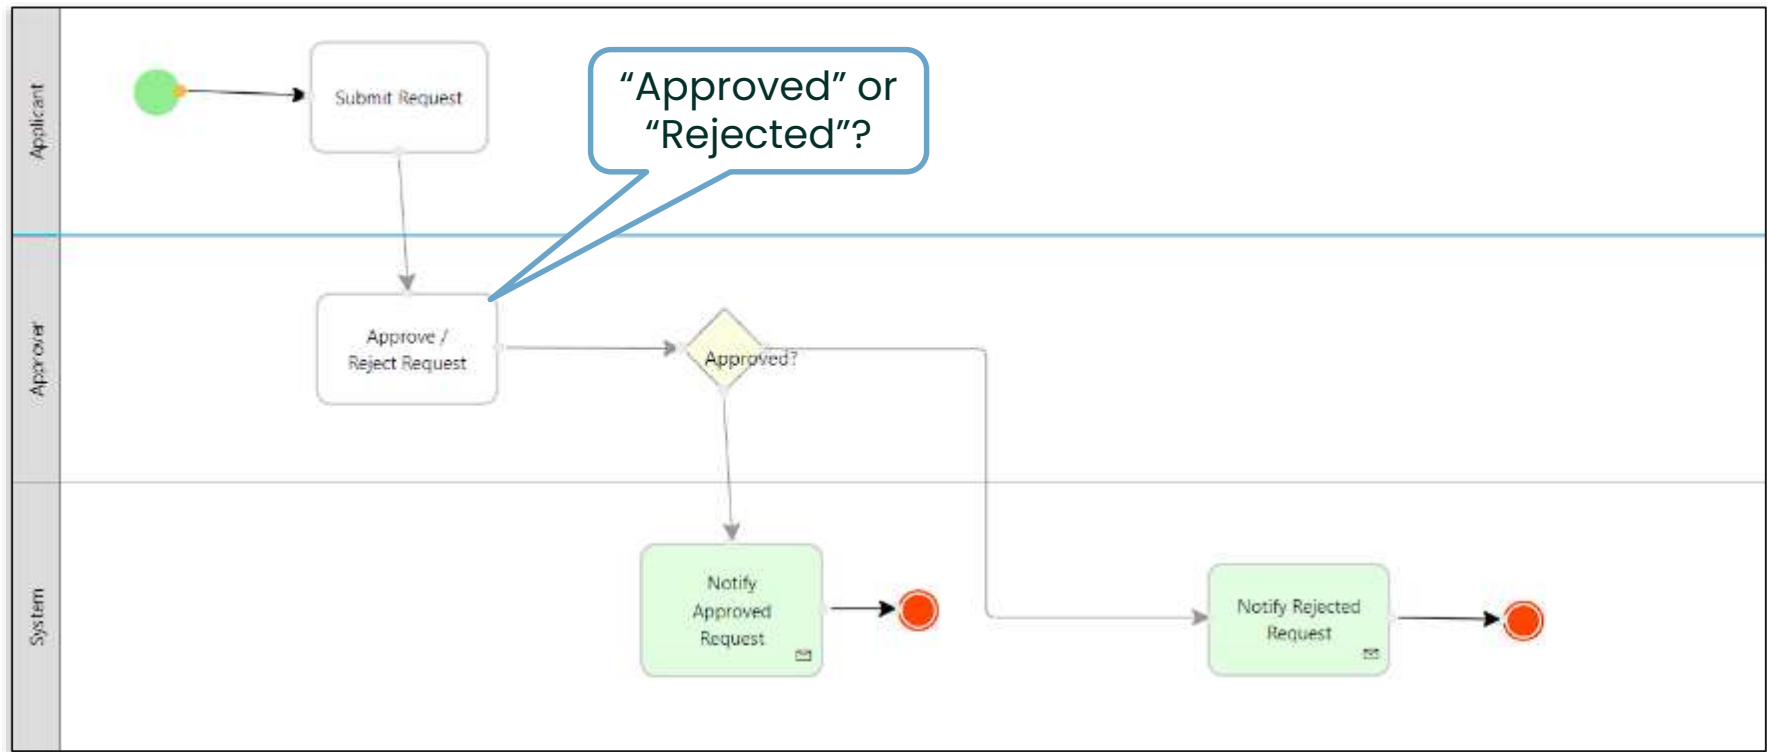 Applicant
Submit Request
“Approved” or
“Rejected”?
Approver
Approve /
Reject Request
Approved?
System
Notify
Approved
Request
Notify Rejected
Request